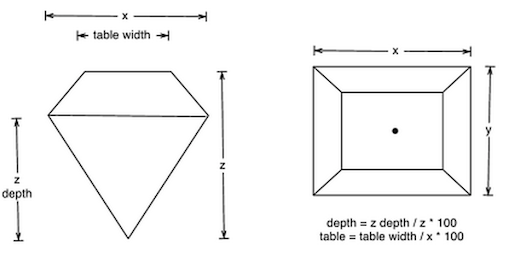 x
table width
z
depth
z
x
y
depth = z depth / z * 100
table = table width / x * 100